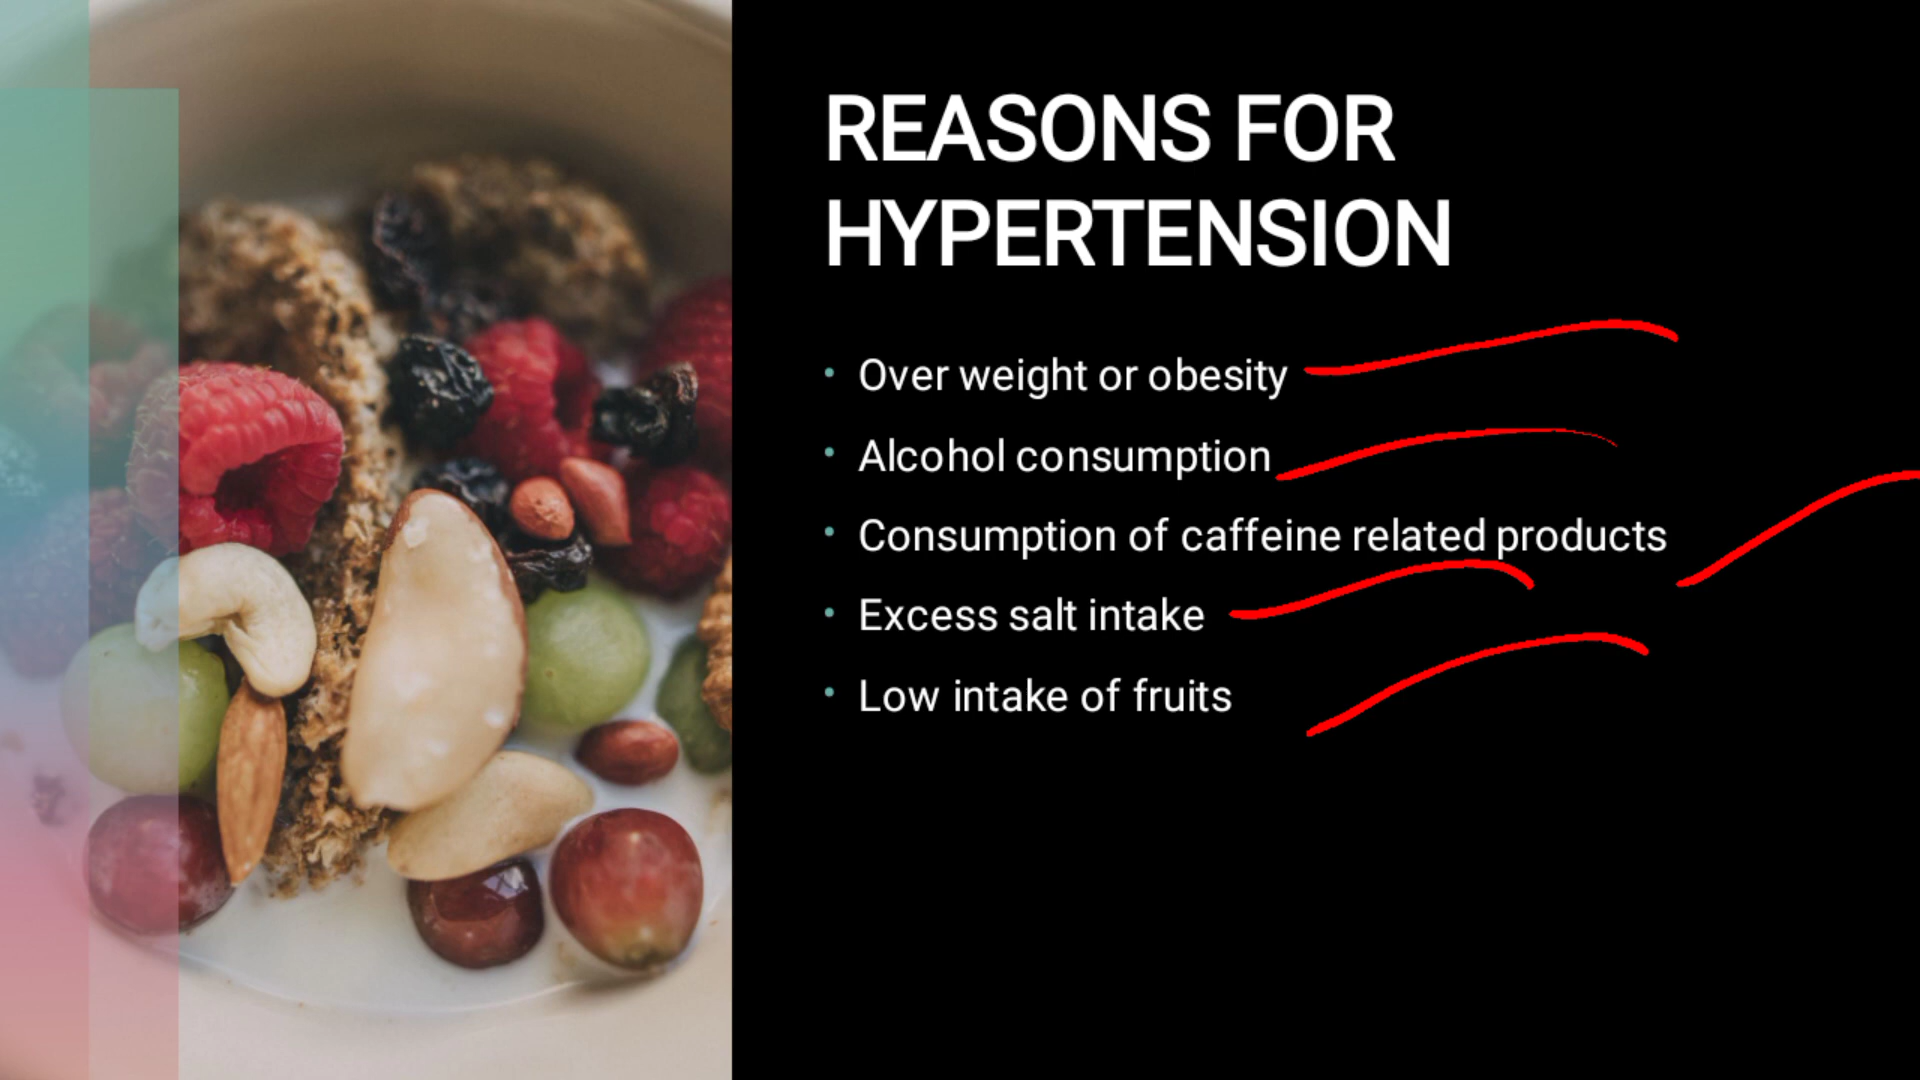 REASONS FOR
HYPERTENSION
• Over weight or obesity
• Alcohol consumption
• Consumption of caffeine related products
• Excess salt intake
• Low intake of fruits